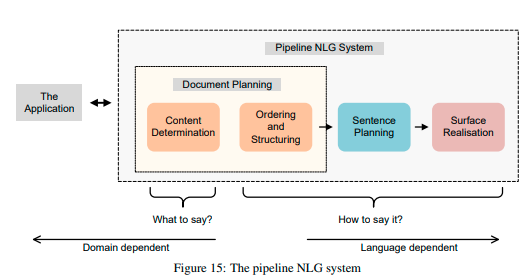 Pipeline NLG System
Document Planning
The
Application
Content
Determination
Ordering
and
Structuring
Sentence
Planning
Surface
Realisation
What to say?
How to say it?
Domain dependent
Language dependent
Figure 15: The pipeline NLG system